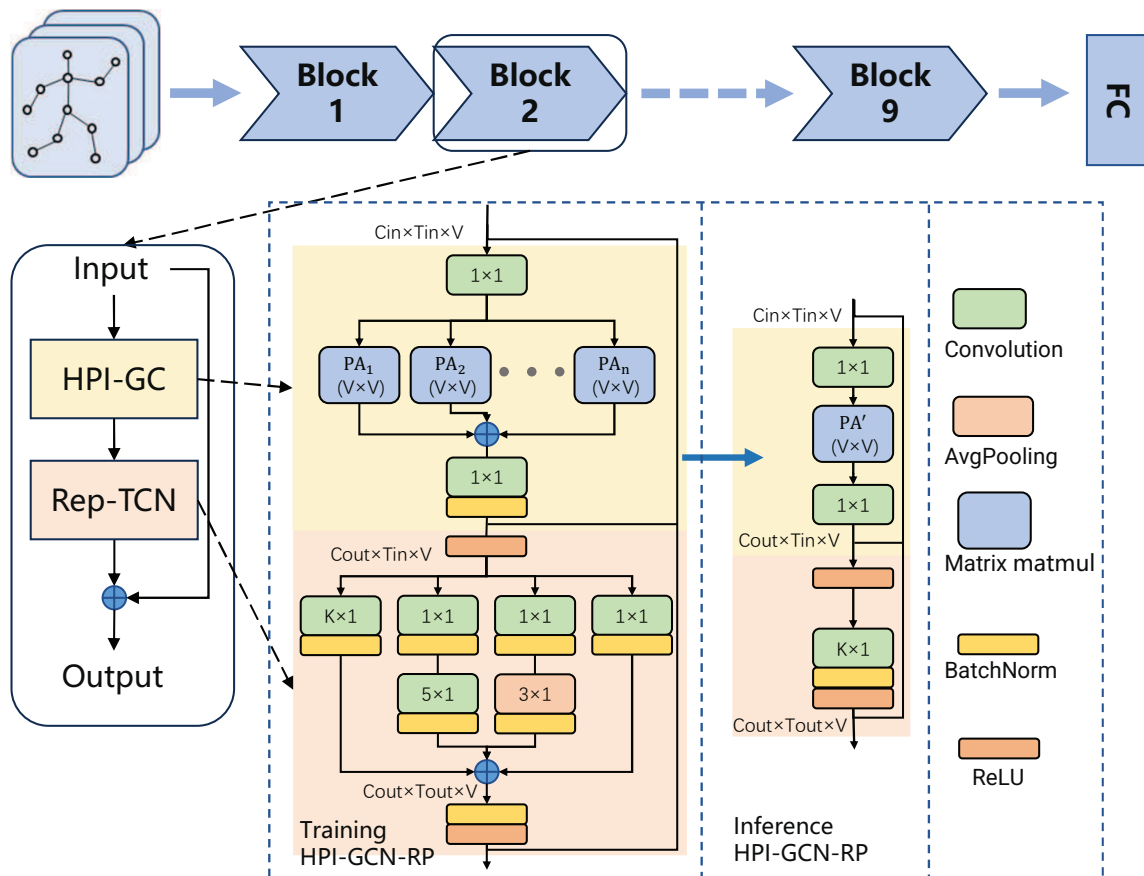 Block
1
Block
2
Block
9
FC
Input
HPI-GC
Rep-TCN
Output
Cin×Tin×V
1×1
PA₁
(V×V)
PA₂
(V×V)
PAₙ
(V×V)
1×1
Cout×Tin×V
K×1
1×1
1×1
1×1
5×1
3×1
Cout×Tout×V
Training
HPI-GCN-RP
Cin×Tin×V
1×1
PA′
(V×V)
1×1
Cout×Tin×V
K×1
Cout×Tout×V
Inference
HPI-GCN-RP
Convolution
AvgPooling
Matrix matmul
BatchNorm
ReLU